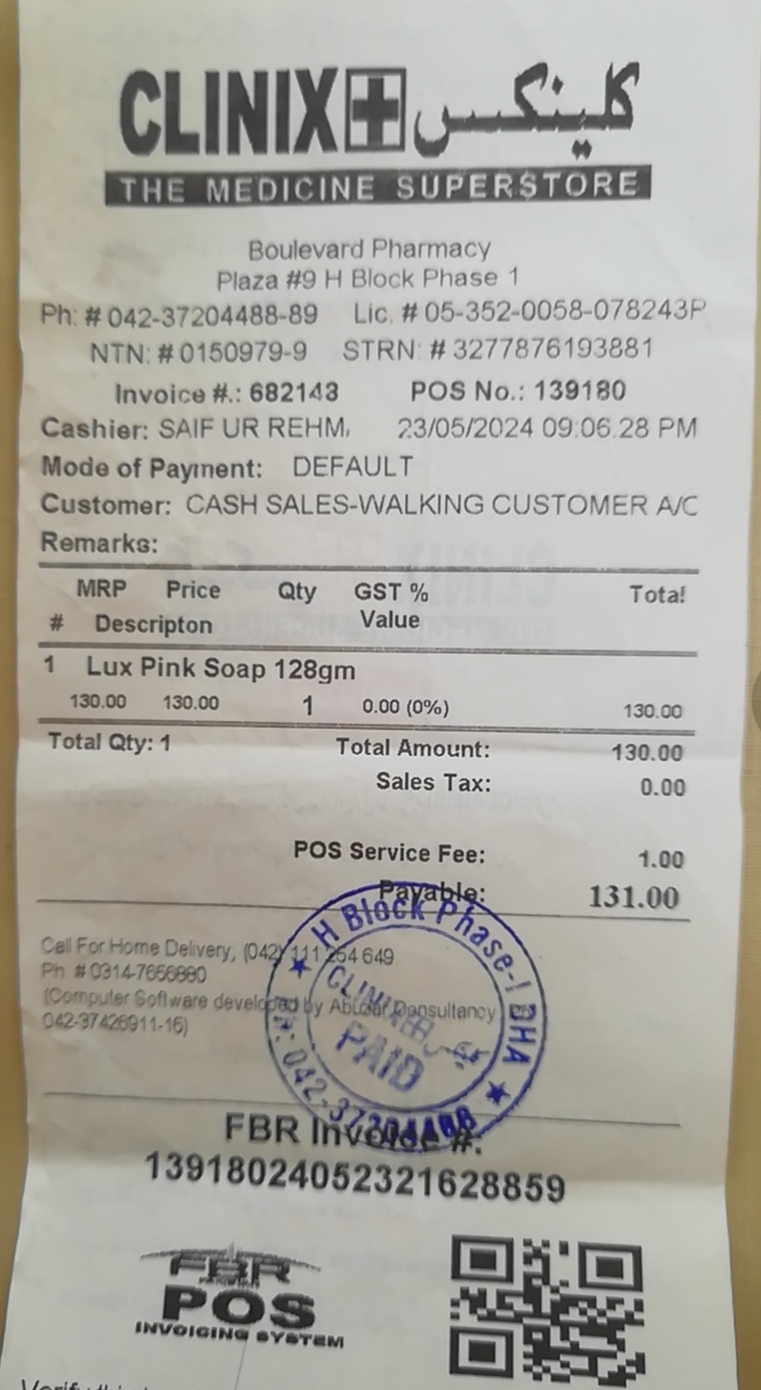 CLINIX کلینکس
THE MEDICINE SUPERSTORE
Boulevard Pharmacy
Plaza #9 H Block Phase 1
Ph: # 042-37204488-89 Lic. # 05-352-0058-078243P
NTN: # 0150979-9 STRN: # 3277876193881
Invoice #.: 682143 POS No.: 139180
Cashier: SAIF UR REHM 23/05/2024 09:06:28 PM
Mode of Payment: DEFAULT
Customer: CASH SALES-WALKING CUSTOMER A/C
Remarks:
MRP Price Qty GST % Total
# Descripton Value
1 Lux Pink Soap 128gm
130.00 130.00 1 0.00 (0%) 130.00
Total Qty: 1 Total Amount: 130.00
Sales Tax: 0.00
POS Service Fee: 1.00
Payable: 131.00
H Block Phase-I DHA
CLINIX
PAID
042-37204488
Call For Home Delivery, (042) 111 254 649
Ph # 0314-7656880
(Computer Software developed by Abuzar Consultancy
042-37426911-16)
FBR Invoice #:
13918024052321628859
FBR
POS
INVOICING SYSTEM